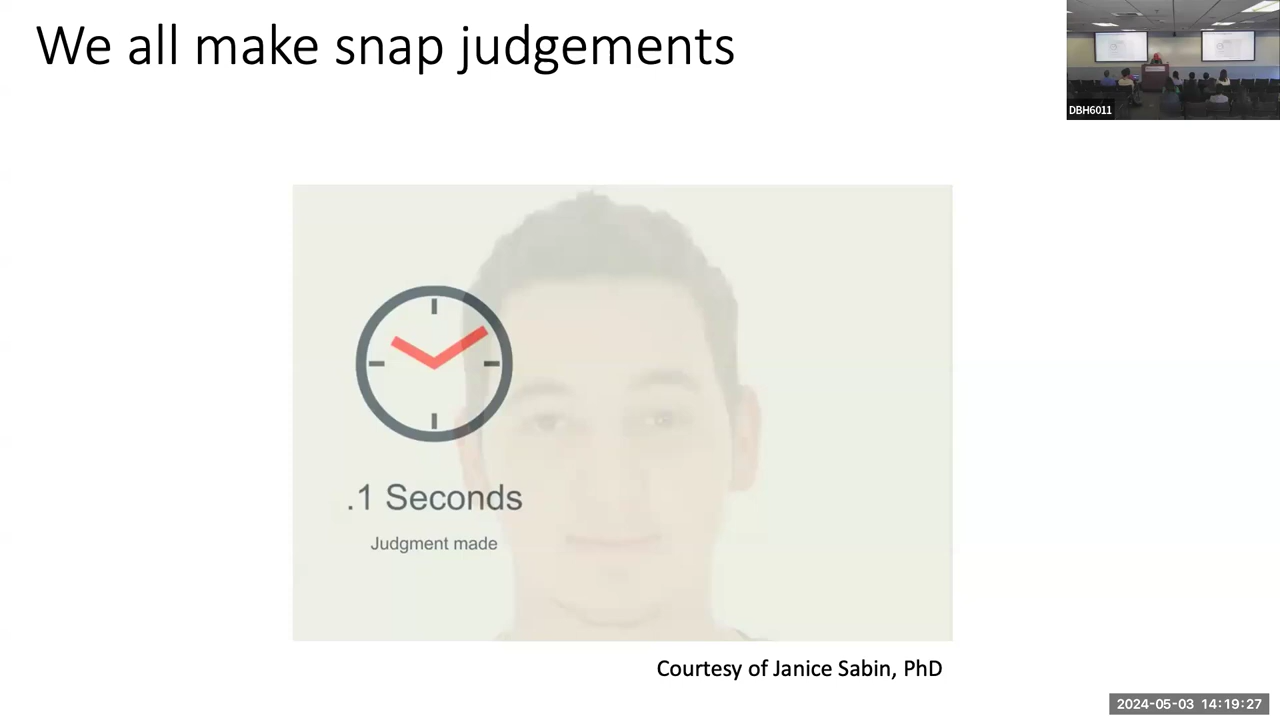 We all make snap judgements
DBH6011
.1 Seconds
Judgment made
Courtesy of Janice Sabin, PhD
2024-05-03 14:19:27